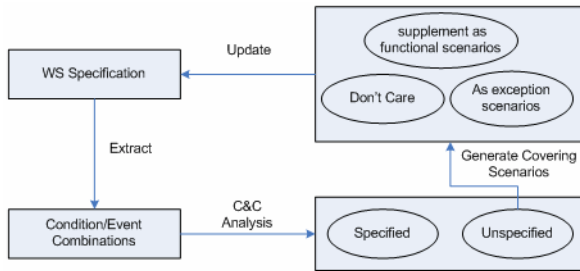 supplement as
functional scenarios
Update
WS Specification
Don't Care
As exception
scenarios
Extract
Generate Covering
Scenarios
C&C
Analysis
Condition/Event
Combinations
Specified
Unspecified